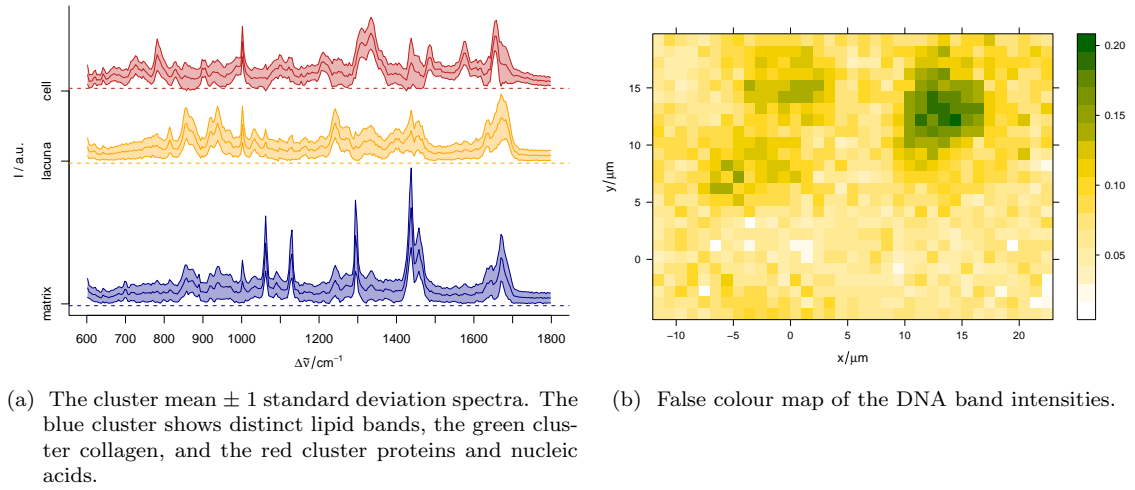 I / a.u.
cell
lacuna
matrix
600 700 800 900 1000 1200 1400 1600 1800
Δν̃/cm⁻¹
y/μm
15
10
5
0
−10 −5 0 5 10 15 20
x/μm
0.20
0.15
0.10
0.05
(a) The cluster mean ± 1 standard deviation spectra. The
blue cluster shows distinct lipid bands, the green clus-
ter collagen, and the red cluster proteins and nucleic
acids.
(b) False colour map of the DNA band intensities.